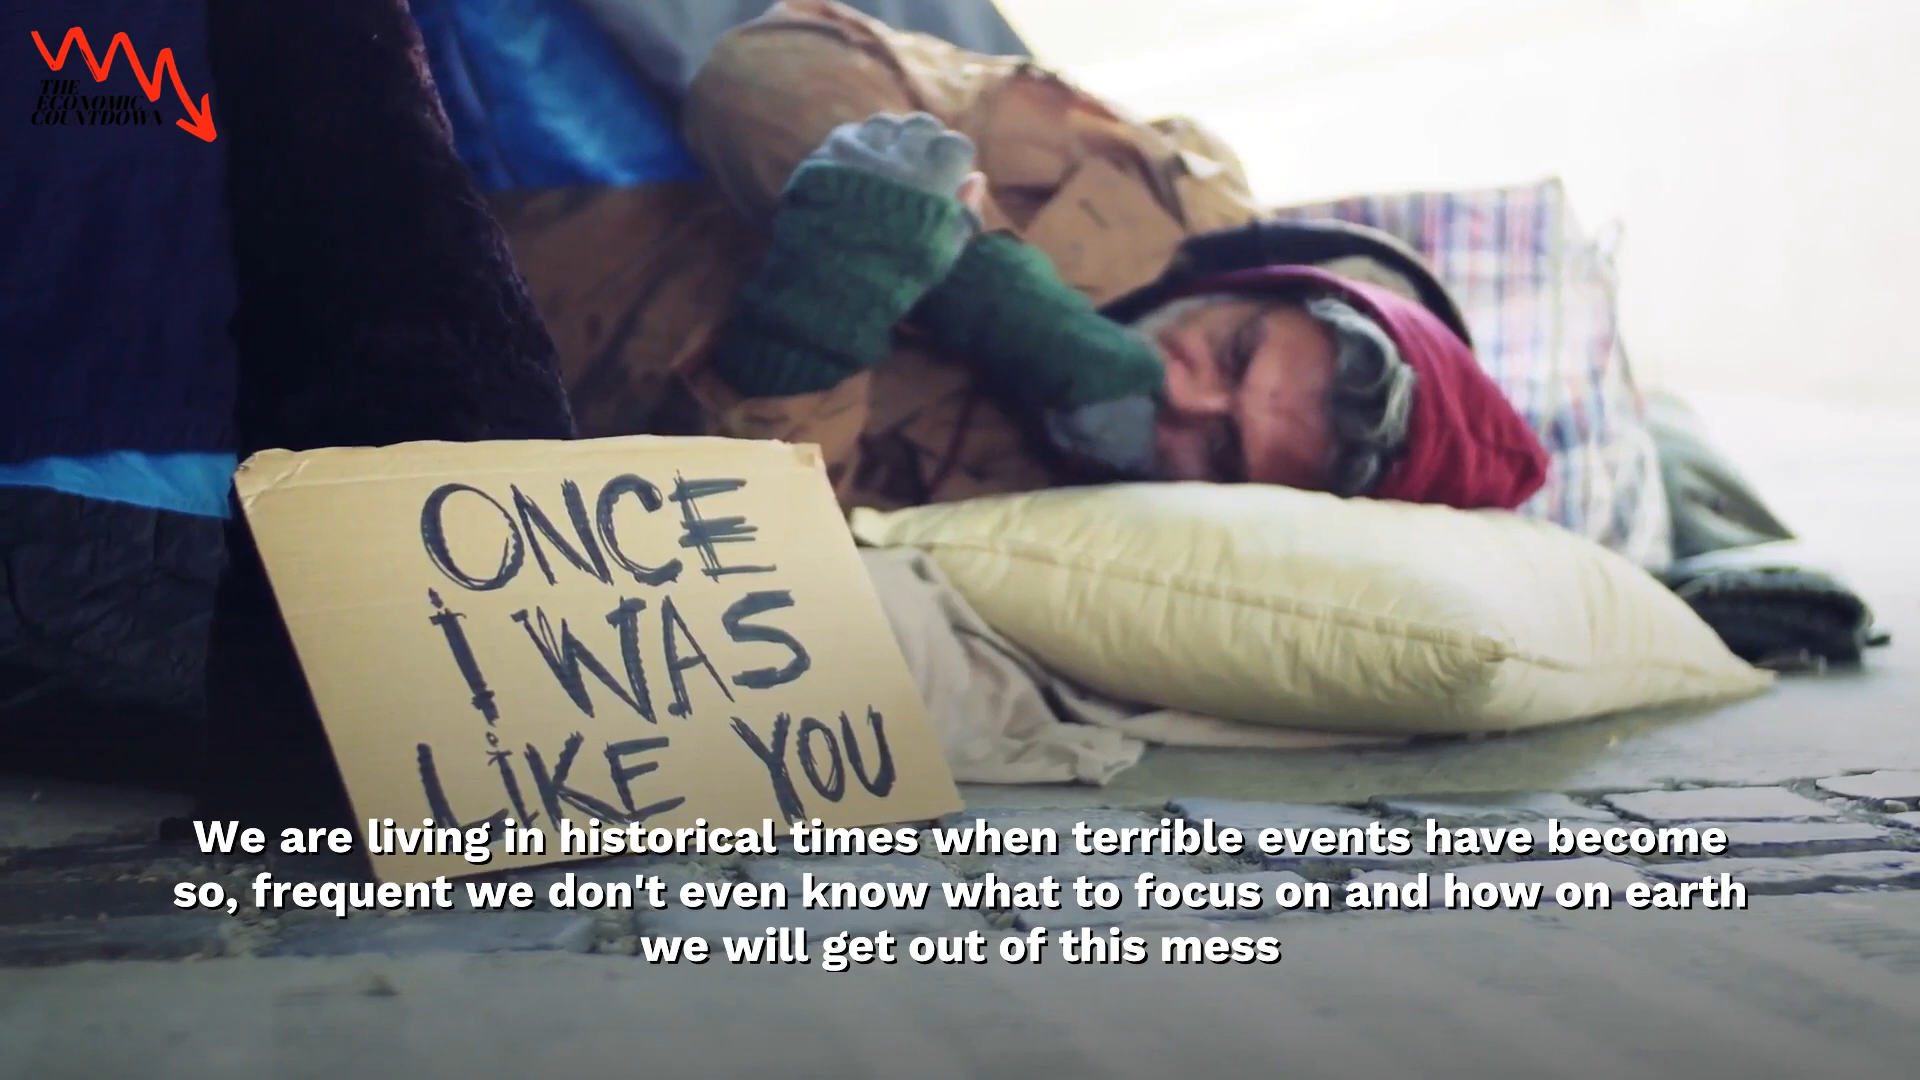 THE
ECONOMIC
COUNTDOWN
ONCE
I WAS
LIKE YOU
We are living in historical times when terrible events have become
so, frequent we don't even know what to focus on and how on earth
we will get out of this mess